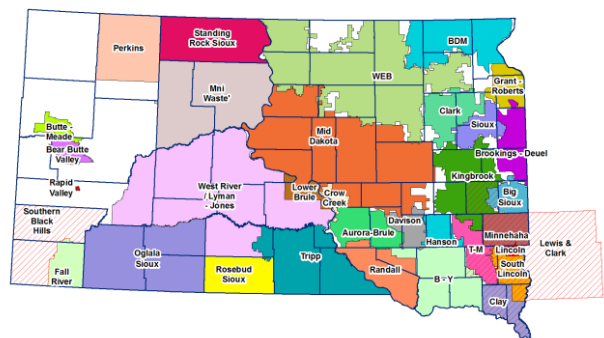 Standing
Rock Sioux
Perkins
BDM
WEB
Mni
Waste'
Grant -
Roberts
Clark
Sioux
Butte -
Meade
Bear Butte
Valley
Mid
Dakota
Brookings - Deuel
Kingbrook
Rapid
Valley
West River
/ Lyman
- Jones
Lower
Brule
Crow
Creek
Big
Sioux
Southern
Black
Hills
Davison
Aurora-Brule
Hanson
Minnehaha
Lewis &
Clark
T-M
Lincoln
South
Lincoln
Oglala
Sioux
Fall
River
Rosebud
Sioux
Tripp
Randall
B - Y
Clay